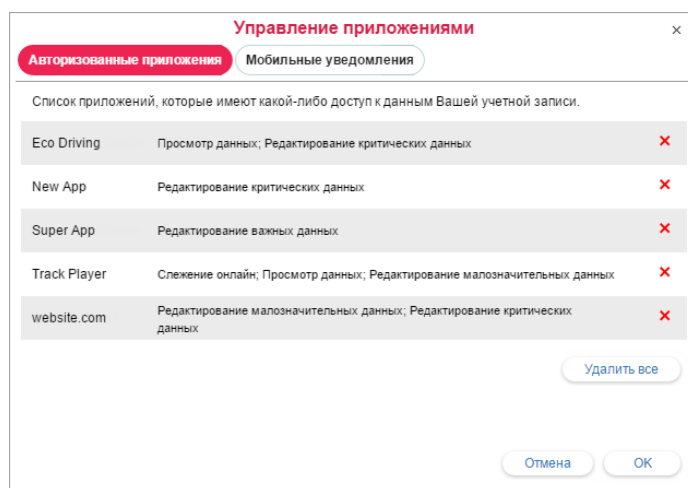 Управление приложениями
×
Авторизованные приложения Мобильные уведомления
Список приложений, которые имеют какой-либо доступ к данным Вашей учетной записи.
Eco Driving Просмотр данных; Редактирование критических данных
New App Редактирование критических данных
Super App Редактирование важных данных
Track Player Слежение онлайн; Просмотр данных; Редактирование малозначительных данных
website.com Редактирование малозначительных данных; Редактирование критических
данных
Удалить все
Отмена OK